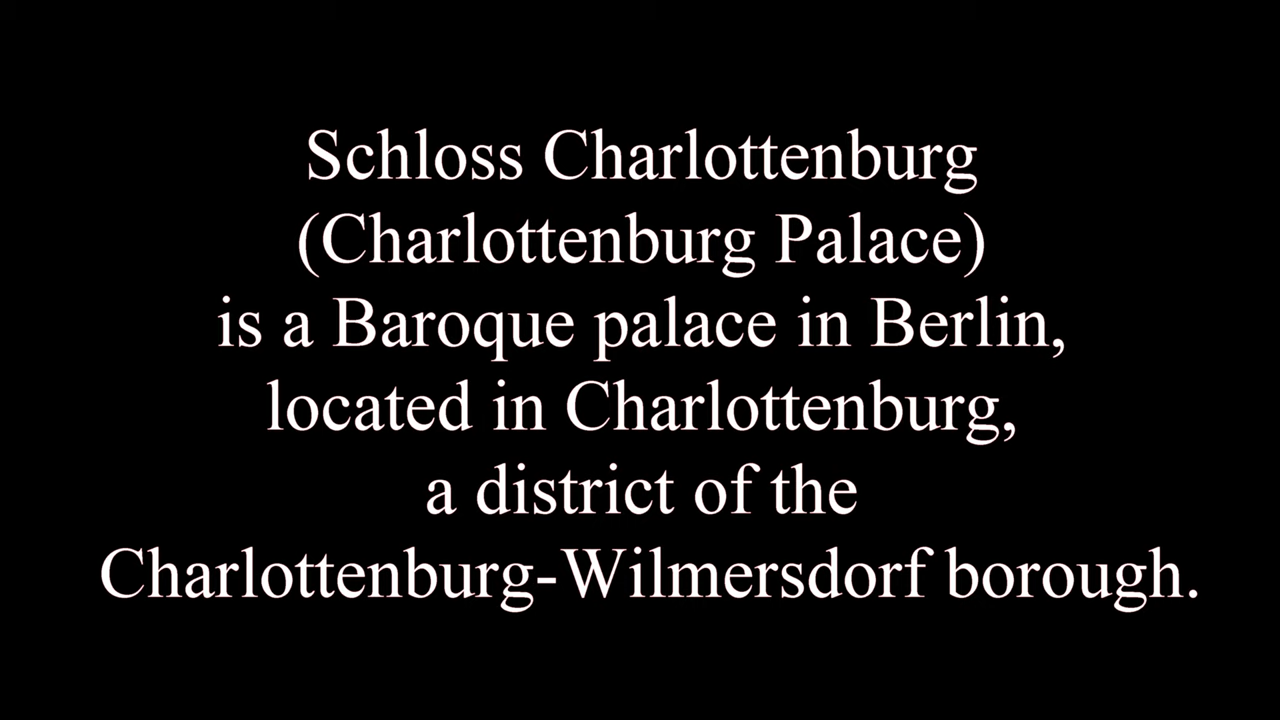 Schloss Charlottenburg
(Charlottenburg Palace)
is a Baroque palace in Berlin,
located in Charlottenburg,
a district of the
Charlottenburg-Wilmersdorf borough.